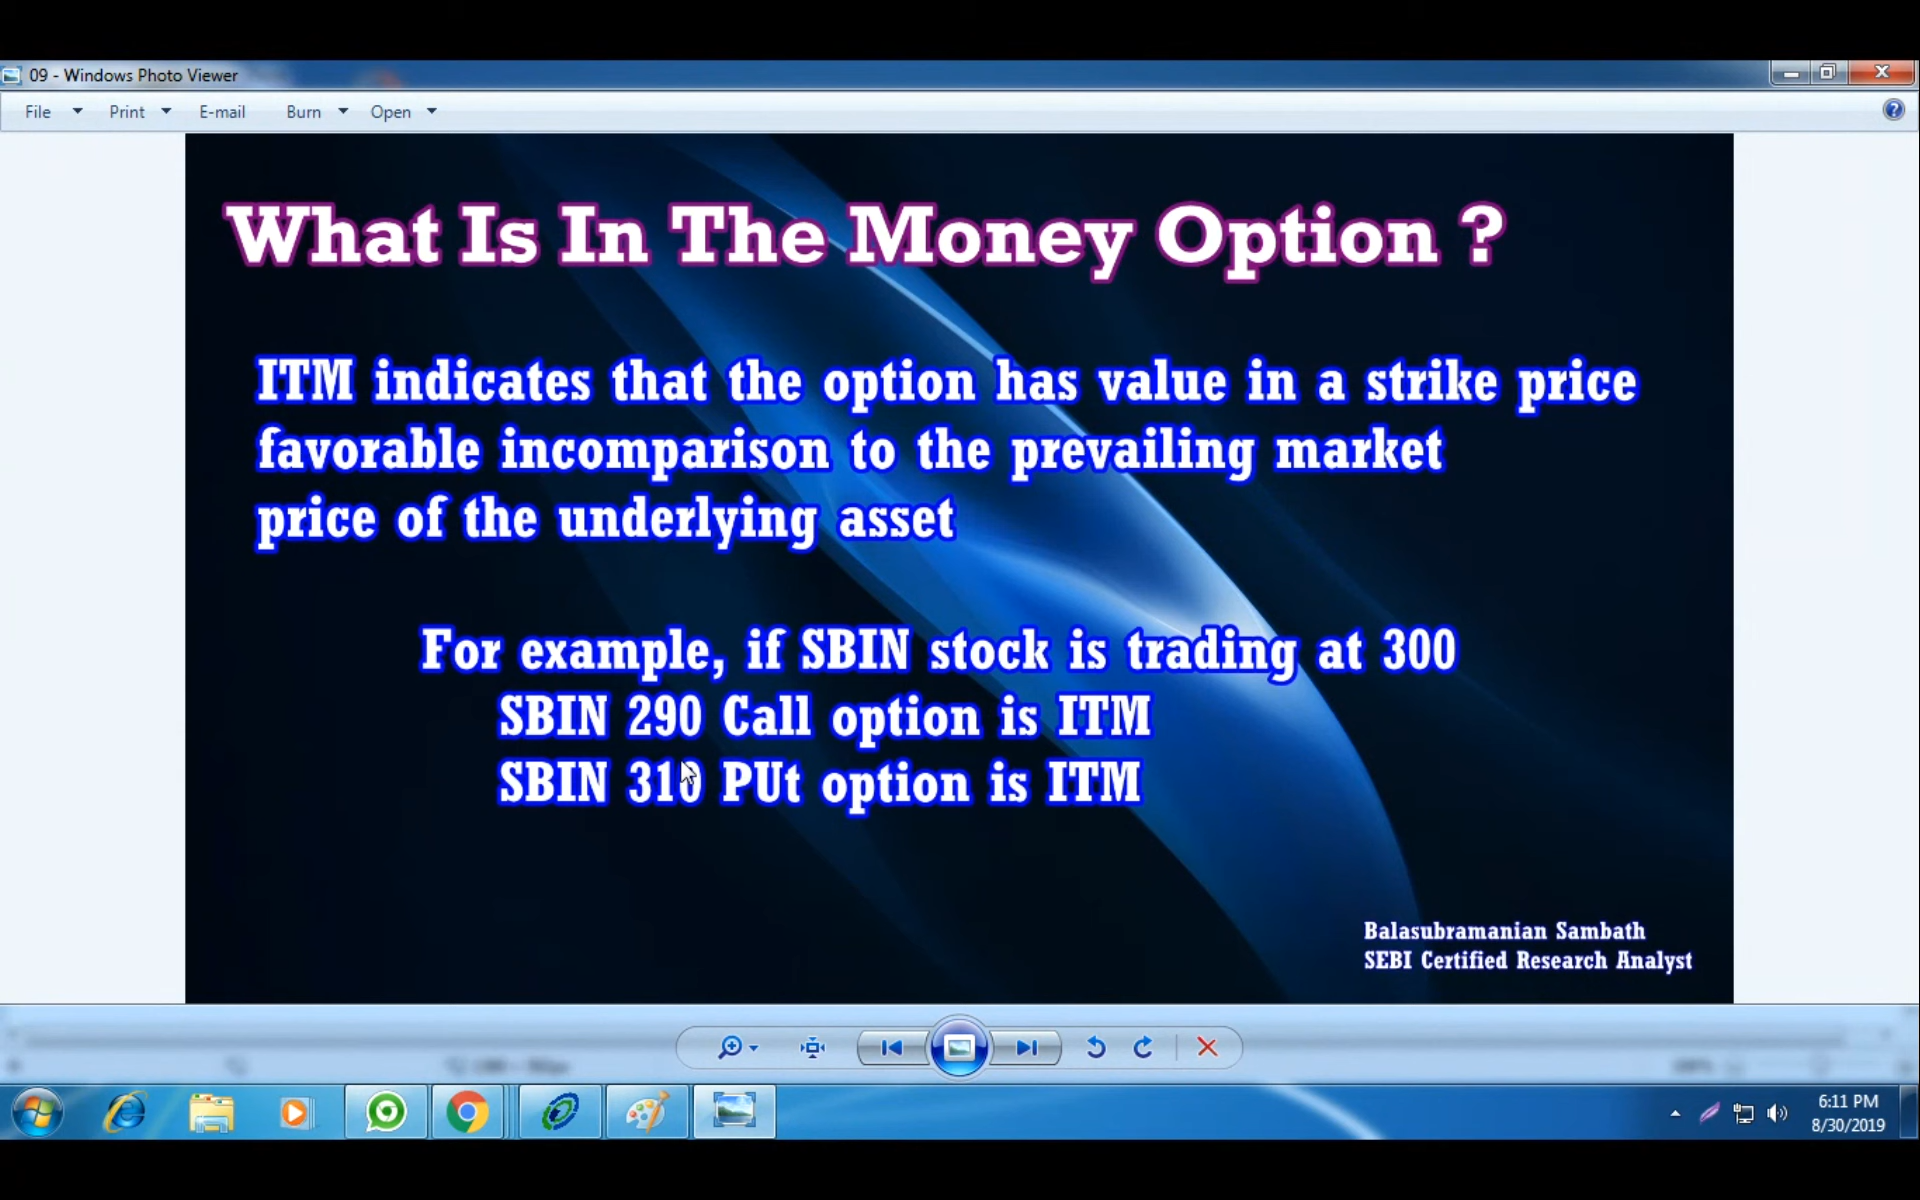 09 - Windows Photo Viewer
File Print E-mail Burn Open
What Is In The Money Option ?
ITM indicates that the option has value in a strike price
favorable incomparison to the prevailing market
price of the underlying asset
For example, if SBIN stock is trading at 300
SBIN 290 Call option is ITM
SBIN 310 PUt option is ITM
Balasubramanian Sambath
SEBI Certified Research Analyst
6:11 PM
8/30/2019